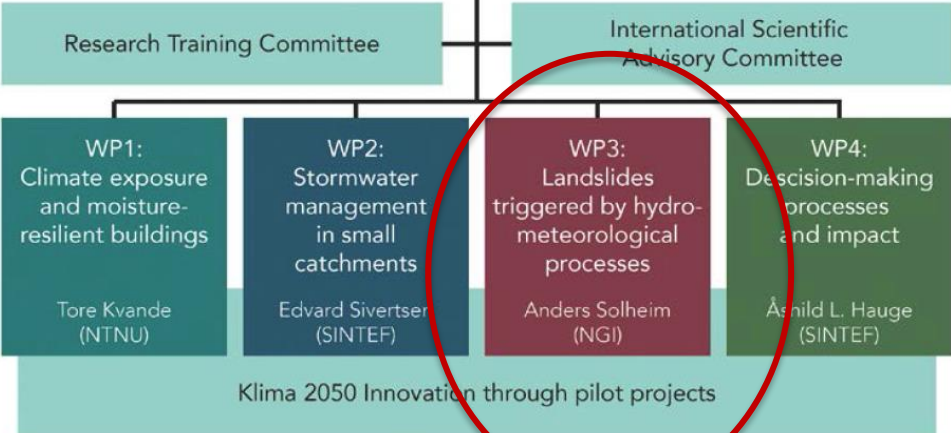 Research Training Committee
International Scientific
Advisory Committee
WP1:
Climate exposure
and moisture-
resilient buildings
Tore Kvande
(NTNU)
WP2:
Stormwater
management
in small
catchments
Edvard Sivertsen
(SINTEF)
WP3:
Landslides
triggered by hydro-
meteorological
processes
Anders Solheim
(NGI)
WP4:
Descision-making
processes
and impact
Åshild L. Hauge
(SINTEF)
Klima 2050 Innovation through pilot projects